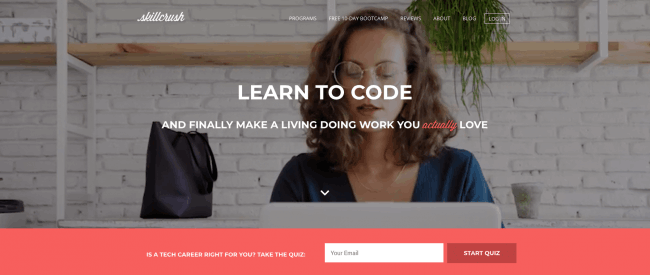 .skillcrush
PROGRAMS FREE 10-DAY BOOTCAMP REVIEWS ABOUT BLOG LOG IN
LEARN TO CODE
AND FINALLY MAKE A LIVING DOING WORK YOU actually LOVE
IS A TECH CAREER RIGHT FOR YOU? TAKE THE QUIZ: Your Email START QUIZ